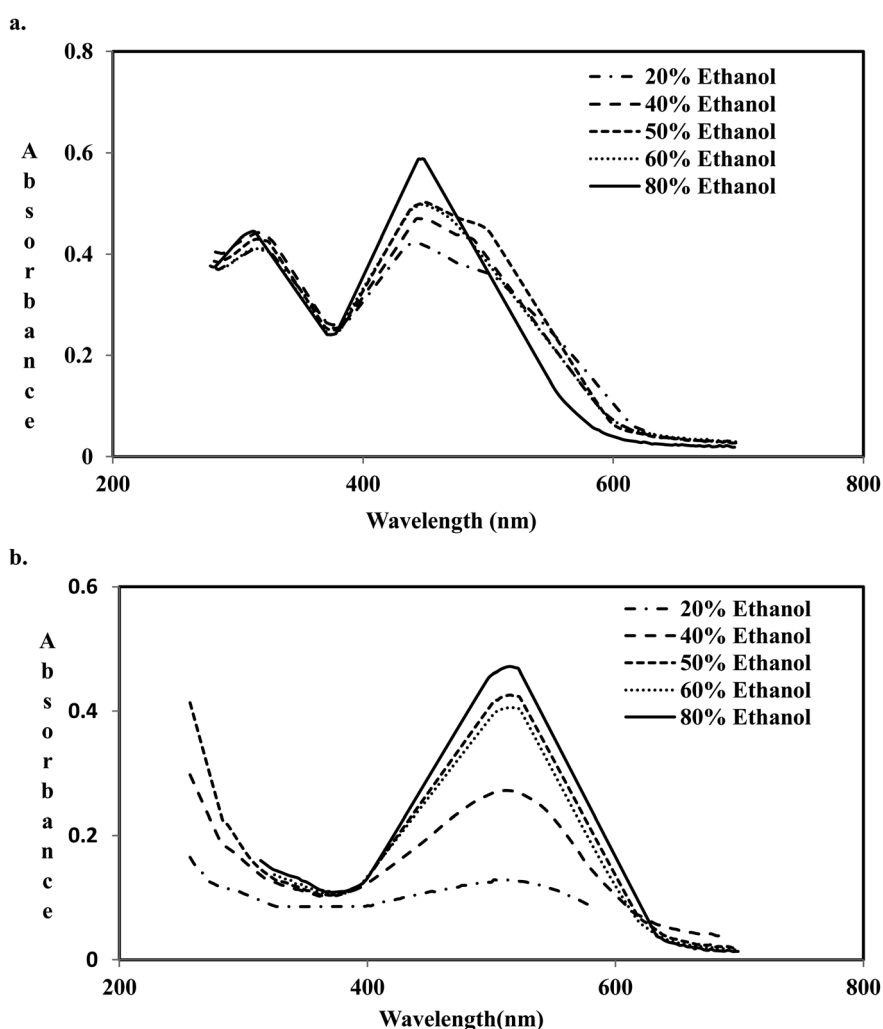 a.
0.8
0.6
0.4
0.2
0
Absorbance
20% Ethanol
40% Ethanol
50% Ethanol
60% Ethanol
80% Ethanol
200
400
600
800
Wavelength (nm)
b.
0.6
0.4
0.2
0
Absorbance
20% Ethanol
40% Ethanol
50% Ethanol
60% Ethanol
80% Ethanol
200
400
600
800
Wavelength(nm)